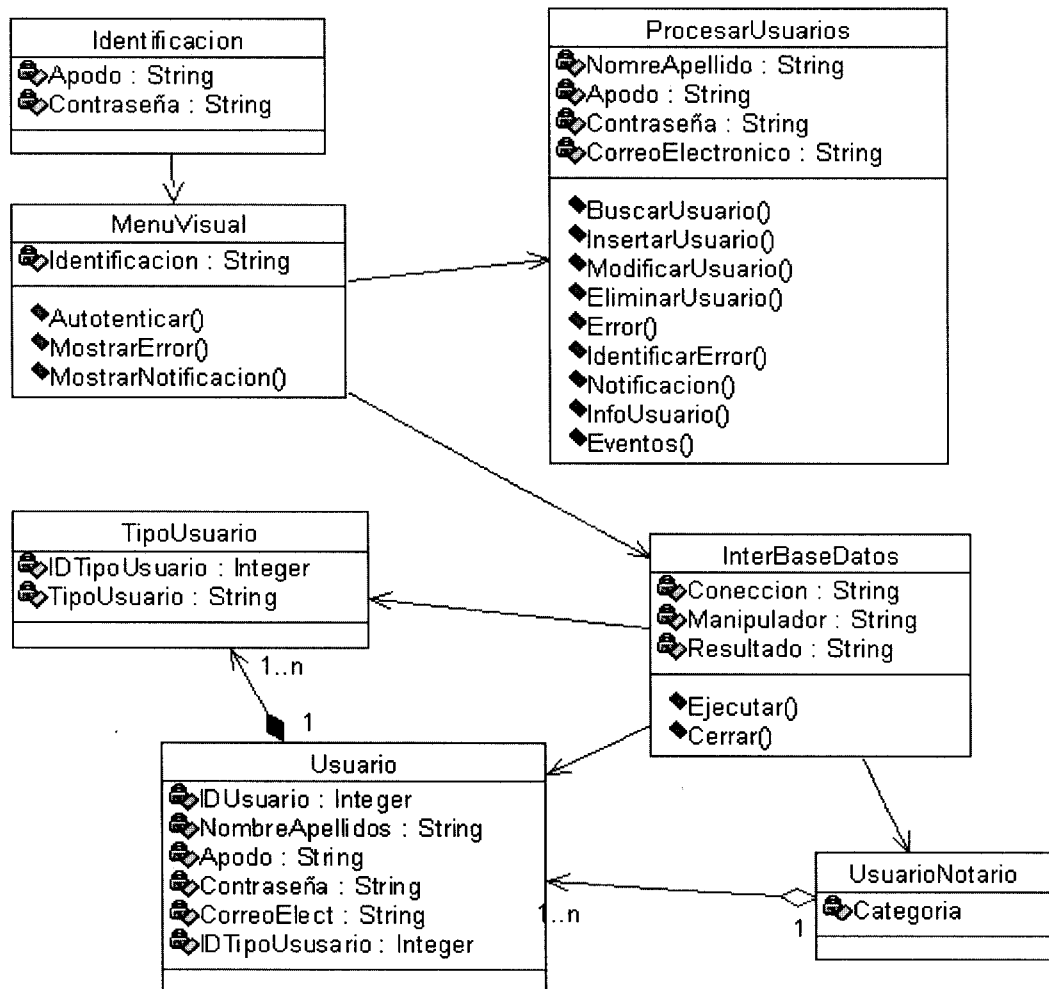 Identificacion
Apodo : String
Contraseña : String
ProcesarUsuarios
NomreApellido : String
Apodo : String
Contraseña : String
CorreoElectronico : String
BuscarUsuario()
InsertarUsuario()
ModificarUsuario()
EliminarUsuario()
Error()
IdentificarError()
Notificacion()
InfoUsuario()
Eventos()
MenuVisual
Identificacion : String
Autotenticar()
MostrarError()
MostrarNotificacion()
TipoUsuario
IDTipoUsuario : Integer
TipoUsuario : String
InterBaseDatos
Coneccion : String
Manipulador : String
Resultado : String
Ejecutar()
Cerrar()
1..n
1
Usuario
IDUsuario : Integer
NombreApellidos : String
Apodo : String
Contraseña : String
CorreoElect : String
IDTipoUsusario : Integer
1..n
1
UsuarioNotario
Categoria